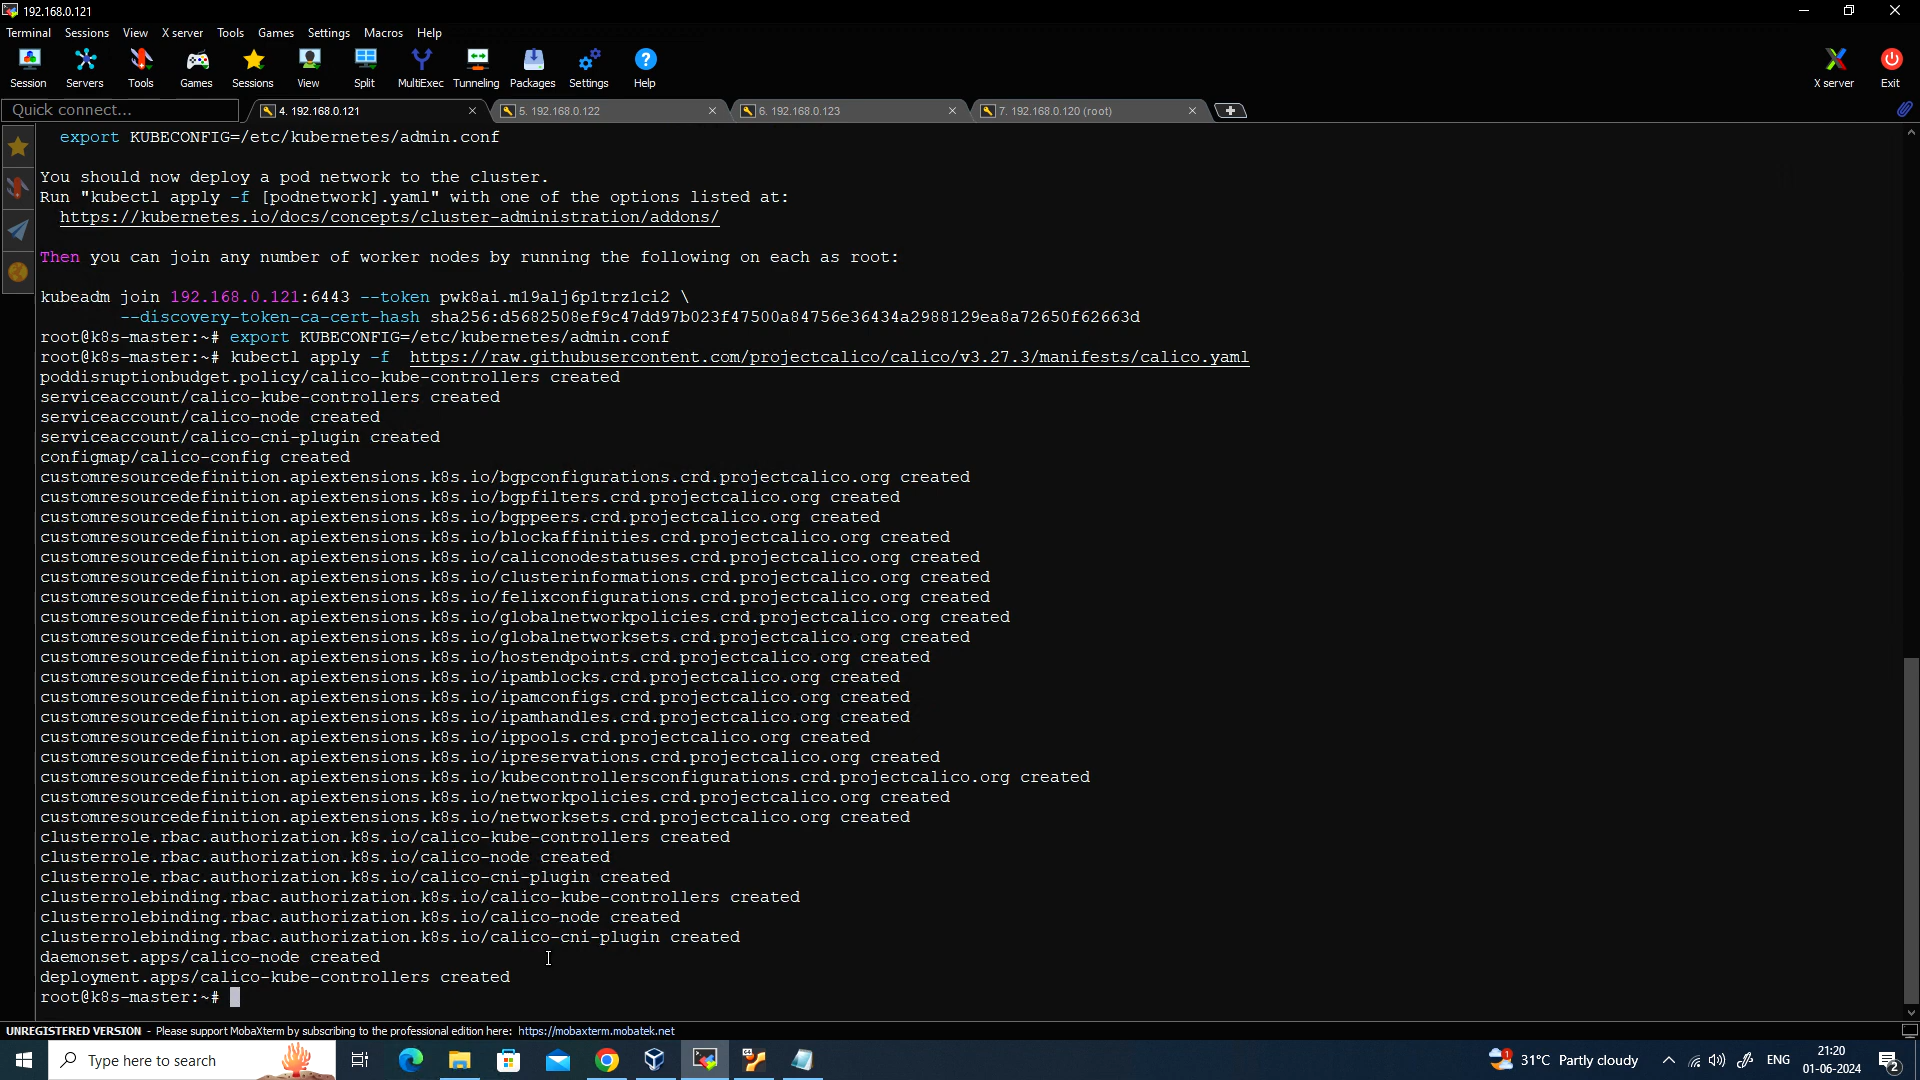 192.168.0.121
Terminal Sessions View X server Tools Games Settings Macros Help
Session Servers Tools Games Sessions View Split MultiExec Tunneling Packages Settings Help X server Exit
Quick connect... 4. 192.168.0.121 5. 192.168.0.122 6. 192.168.0.123 7. 192.168.0.120 (root)
export KUBECONFIG=/etc/kubernetes/admin.conf
You should now deploy a pod network to the cluster.
Run "kubectl apply -f [podnetwork].yaml" with one of the options listed at:
https://kubernetes.io/docs/concepts/cluster-administration/addons/
Then you can join any number of worker nodes by running the following on each as root:
kubeadm join 192.168.0.121:6443 --token pwk8ai.m19alj6p1trz1ci2 \
--discovery-token-ca-cert-hash sha256:d5682508ef9c47dd97b023f47500a84756e36434a2988129ea8a72650f62663d
root@k8s-master:~# export KUBECONFIG=/etc/kubernetes/admin.conf
root@k8s-master:~# kubectl apply -f  https://raw.githubusercontent.com/projectcalico/calico/v3.27.3/manifests/calico.yaml
poddisruptionbudget.policy/calico-kube-controllers created
serviceaccount/calico-kube-controllers created
serviceaccount/calico-node created
serviceaccount/calico-cni-plugin created
configmap/calico-config created
customresourcedefinition.apiextensions.k8s.io/bgpconfigurations.crd.projectcalico.org created
customresourcedefinition.apiextensions.k8s.io/bgpfilters.crd.projectcalico.org created
customresourcedefinition.apiextensions.k8s.io/bgppeers.crd.projectcalico.org created
customresourcedefinition.apiextensions.k8s.io/blockaffinities.crd.projectcalico.org created
customresourcedefinition.apiextensions.k8s.io/caliconodestatuses.crd.projectcalico.org created
customresourcedefinition.apiextensions.k8s.io/clusterinformations.crd.projectcalico.org created
customresourcedefinition.apiextensions.k8s.io/felixconfigurations.crd.projectcalico.org created
customresourcedefinition.apiextensions.k8s.io/globalnetworkpolicies.crd.projectcalico.org created
customresourcedefinition.apiextensions.k8s.io/globalnetworksets.crd.projectcalico.org created
customresourcedefinition.apiextensions.k8s.io/hostendpoints.crd.projectcalico.org created
customresourcedefinition.apiextensions.k8s.io/ipamblocks.crd.projectcalico.org created
customresourcedefinition.apiextensions.k8s.io/ipamconfigs.crd.projectcalico.org created
customresourcedefinition.apiextensions.k8s.io/ipamhandles.crd.projectcalico.org created
customresourcedefinition.apiextensions.k8s.io/ippools.crd.projectcalico.org created
customresourcedefinition.apiextensions.k8s.io/ipreservations.crd.projectcalico.org created
customresourcedefinition.apiextensions.k8s.io/kubecontrollersconfigurations.crd.projectcalico.org created
customresourcedefinition.apiextensions.k8s.io/networkpolicies.crd.projectcalico.org created
customresourcedefinition.apiextensions.k8s.io/networksets.crd.projectcalico.org created
clusterrole.rbac.authorization.k8s.io/calico-kube-controllers created
clusterrole.rbac.authorization.k8s.io/calico-node created
clusterrole.rbac.authorization.k8s.io/calico-cni-plugin created
clusterrolebinding.rbac.authorization.k8s.io/calico-kube-controllers created
clusterrolebinding.rbac.authorization.k8s.io/calico-node created
clusterrolebinding.rbac.authorization.k8s.io/calico-cni-plugin created
daemonset.apps/calico-node created
deployment.apps/calico-kube-controllers created
root@k8s-master:~#
UNREGISTERED VERSION - Please support MobaXterm by subscribing to the professional edition here: https://mobaxterm.mobatek.net
Type here to search 1 31°C Partly cloudy ENG 21:20
01-06-2024 2